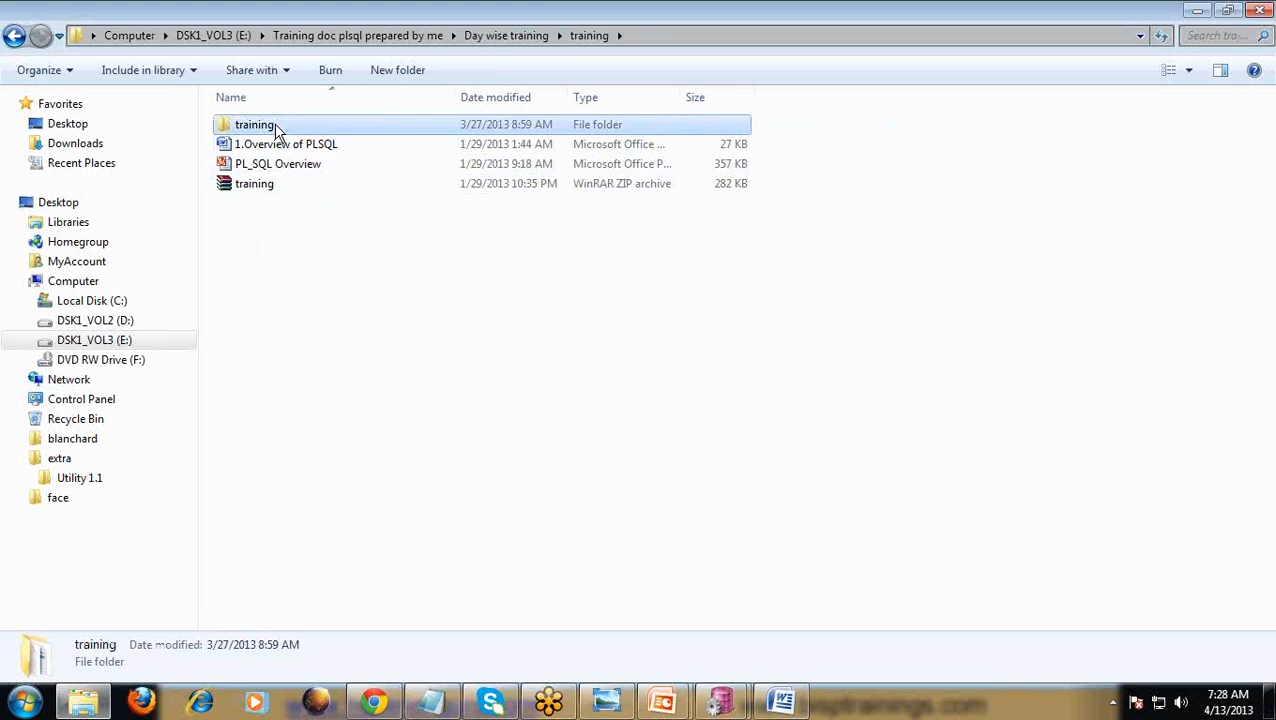 Computer DSK1_VOL3 (E:) Training doc plsql prepared by me Day wise training training
Search tra...
Organize Include in library Share with Burn New folder
Name Date modified Type Size
training 3/27/2013 8:59 AM File folder
1.Overview of PLSQL 1/29/2013 1:44 AM Microsoft Office ... 27 KB
PL_SQL Overview 1/29/2013 9:18 AM Microsoft Office P... 357 KB
training 1/29/2013 10:35 PM WinRAR ZIP archive 282 KB
Favorites
Desktop
Downloads
Recent Places
Desktop
Libraries
Homegroup
MyAccount
Computer
Local Disk (C:)
DSK1_VOL2 (D:)
DSK1_VOL3 (E:)
DVD RW Drive (F:)
Network
Control Panel
Recycle Bin
blanchard
extra
Utility 1.1
face
training Date modified: 3/27/2013 8:59 AM
File folder
7:28 AM
4/13/2013